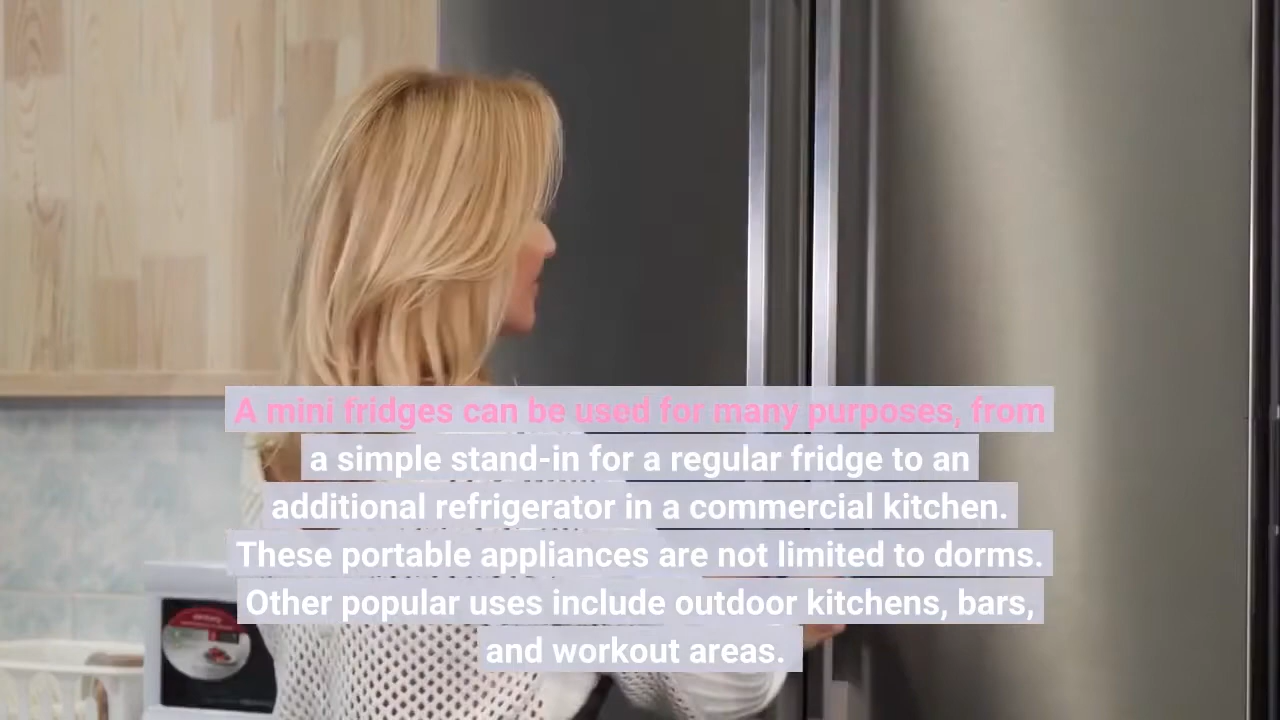 A mini fridges can be used for many purposes, from
a simple stand-in for a regular fridge to an
additional refrigerator in a commercial kitchen.
These portable appliances are not limited to dorms.
Other popular uses include outdoor kitchens, bars,
and workout areas.